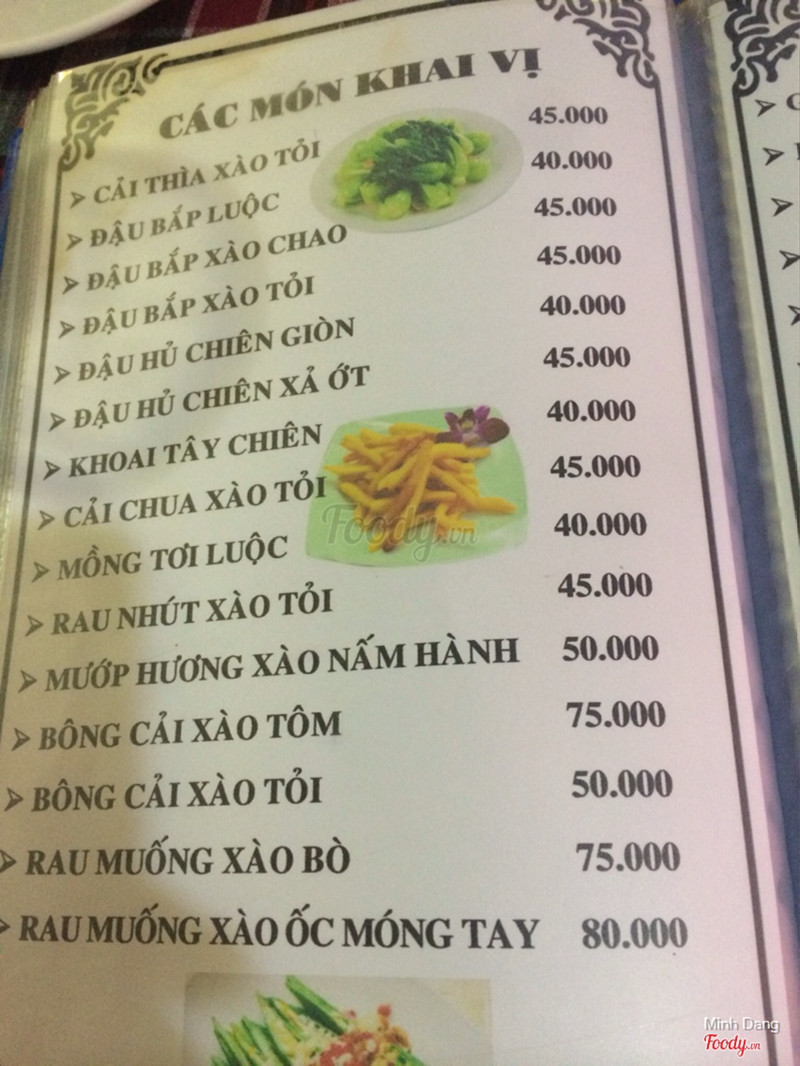 CÁC MÓN KHAI VỊ
➢ CẢI THÌA XÀO TỎI 45.000
➢ ĐẬU BẮP LUỘC 40.000
➢ ĐẬU BẮP XÀO CHAO 45.000
➢ ĐẬU BẮP XÀO TỎI 45.000
➢ ĐẬU HỦ CHIÊN GIÒN 40.000
➢ ĐẬU HỦ CHIÊN XẢ ỚT 45.000
➢ KHOAI TÂY CHIÊN 40.000
➢ CẢI CHUA XÀO TỎI 45.000
➢ MỒNG TƠI LUỘC 40.000
➢ RAU NHÚT XÀO TỎI 45.000
➢ MƯỚP HƯƠNG XÀO NẤM HÀNH 50.000
➢ BÔNG CẢI XÀO TÔM 75.000
➢ BÔNG CẢI XÀO TỎI 50.000
➢ RAU MUỐNG XÀO BÒ 75.000
➢ RAU MUỐNG XÀO ỐC MÓNG TAY 80.000
Foody.vn
Minh Dang
Foody.vn